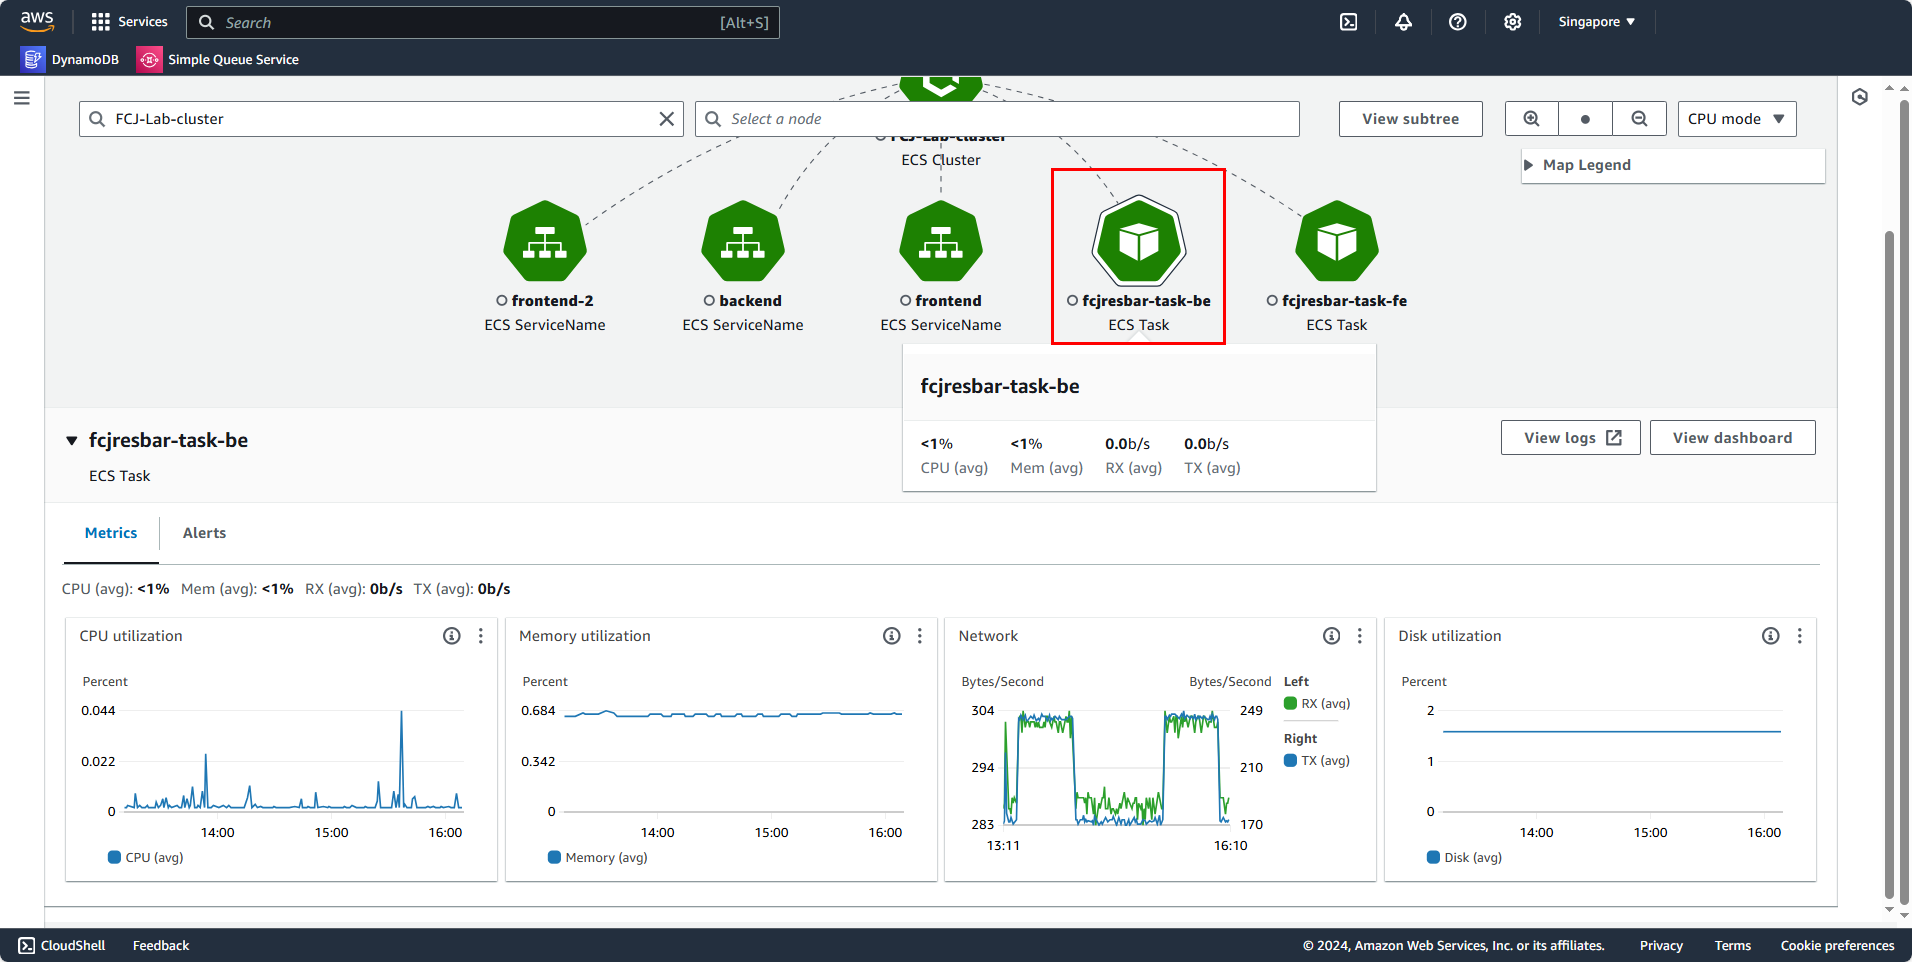 aws
Services
Search
[Alt+S]
Singapore
DynamoDB
Simple Queue Service
FCJ-Lab-cluster
Select a node
View subtree
CPU mode
Map Legend
FCJ-Lab-cluster
ECS Cluster
frontend-2
ECS ServiceName
backend
ECS ServiceName
frontend
ECS ServiceName
fcjresbar-task-be
ECS Task
fcjresbar-task-fe
ECS Task
fcjresbar-task-be
<1% <1% 0.0b/s 0.0b/s
CPU (avg) Mem (avg) RX (avg) TX (avg)
fcjresbar-task-be
ECS Task
View logs
View dashboard
Metrics
Alerts
CPU (avg): <1% Mem (avg): <1% RX (avg): 0b/s TX (avg): 0b/s
CPU utilization
Percent
0.044
0.022
0
14:00 15:00 16:00
CPU (avg)
Memory utilization
Percent
0.684
0.342
0
14:00 15:00 16:00
Memory (avg)
Network
Bytes/Second Bytes/Second
304 249
294 210
283 170
13:11 16:10
Left
RX (avg)
Right
TX (avg)
Disk utilization
Percent
2
1
0
14:00 15:00 16:00
Disk (avg)
CloudShell
Feedback
© 2024, Amazon Web Services, Inc. or its affiliates.
Privacy
Terms
Cookie preferences